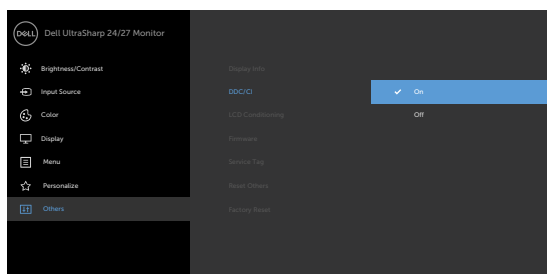 DELL Dell UltraSharp 24/27 Monitor
Brightness/Contrast
Input Source
Color
Display
Menu
Personalize
Others
Display Info
DDC/CI
LCD Conditioning
Firmware
Service Tag
Reset Others
Factory Reset
On
Off